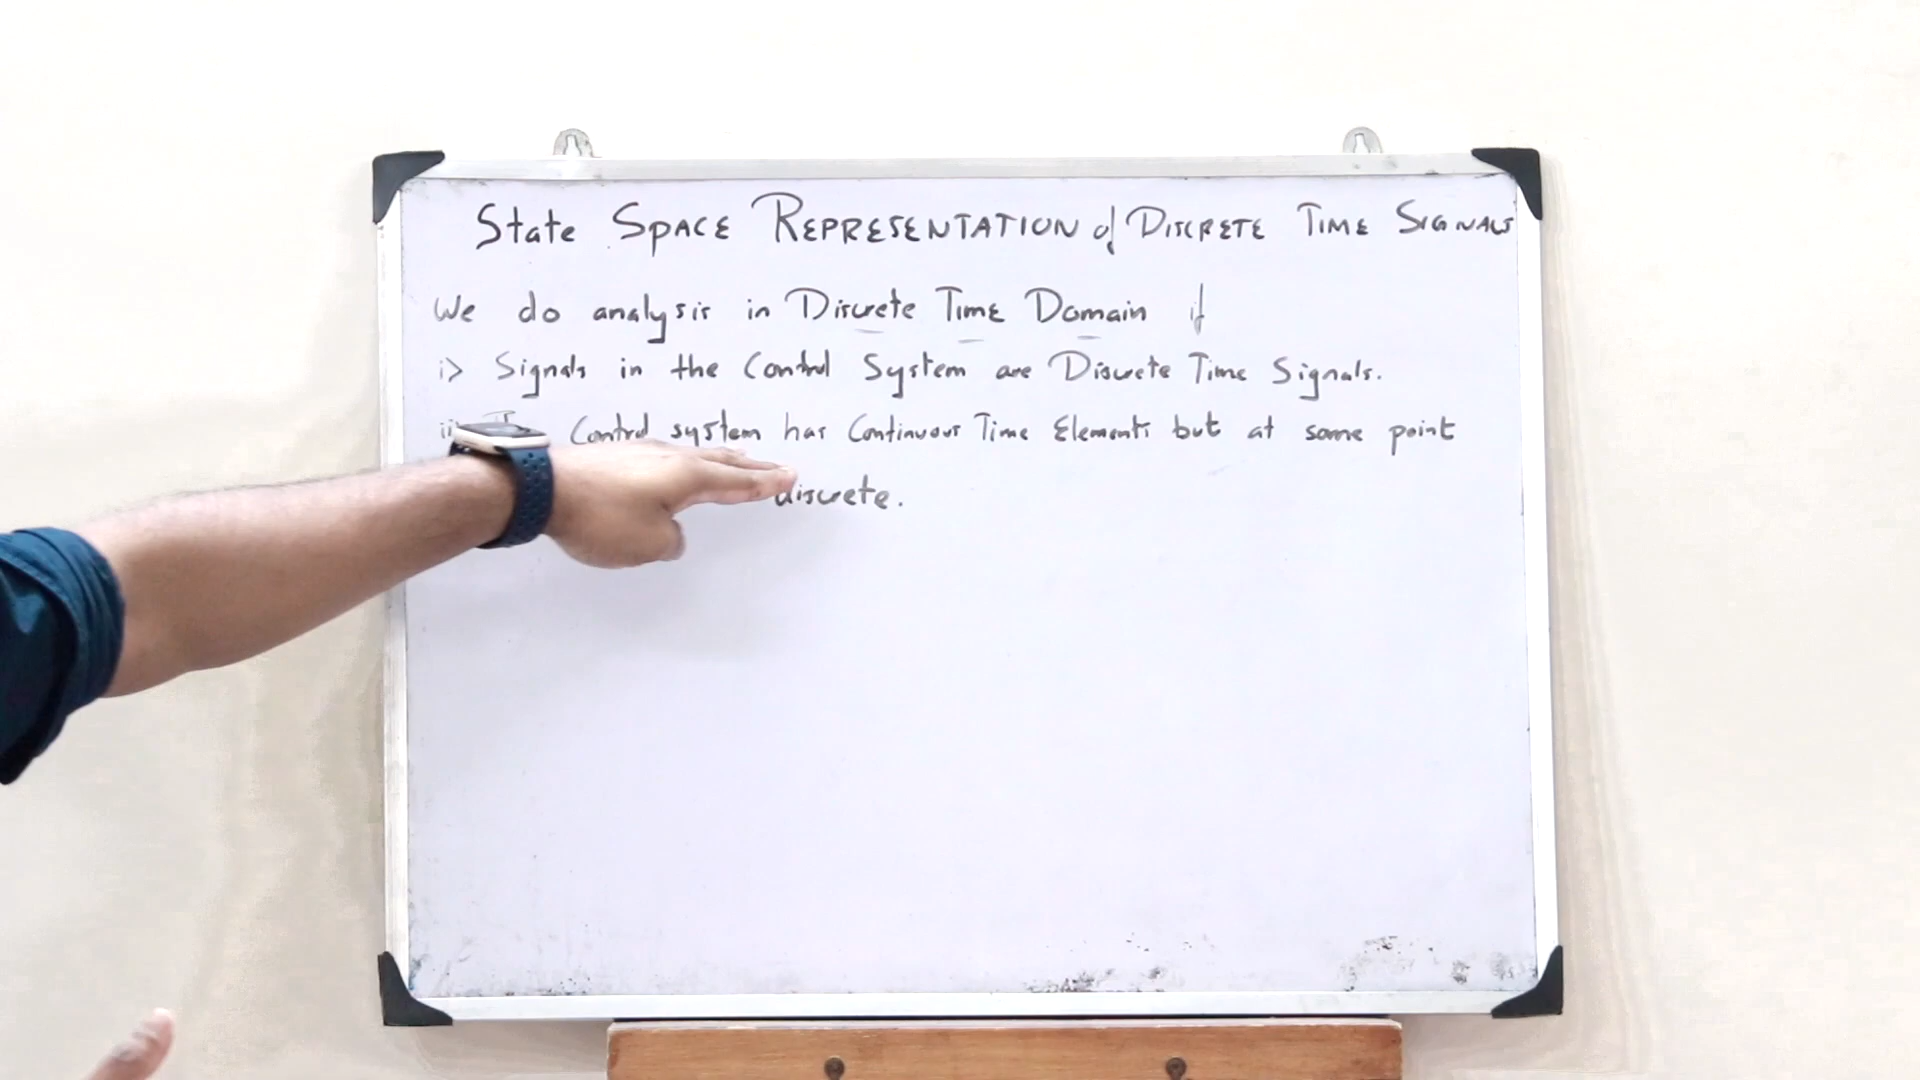 State SPACE REPRESENTATION of DISCRETE TIME SIGNALS
We do analysis in Discrete Time Domain if
i> Signals in the Control System are Discrete Time Signals.
Control system has Continuous Time Elements but at some point
discrete.